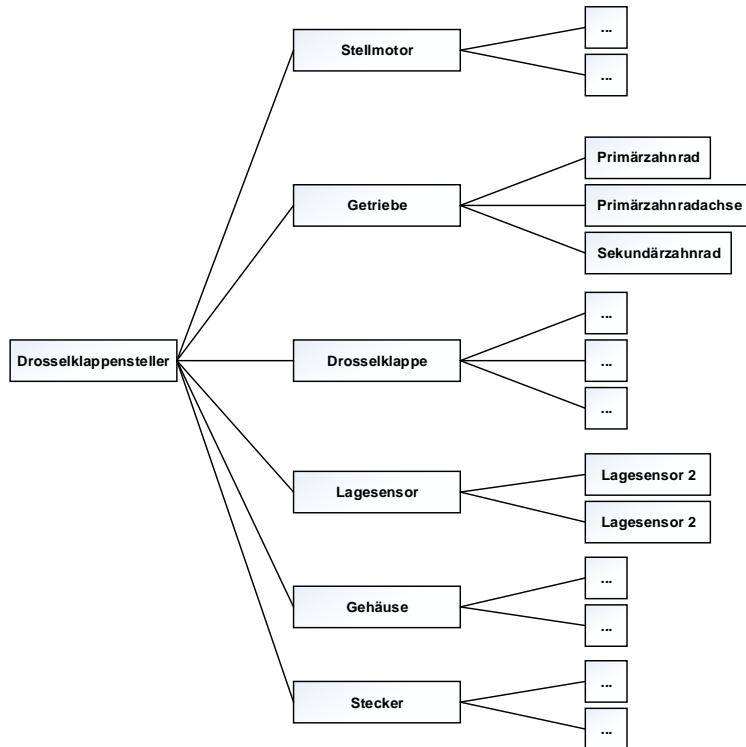 ...
Stellmotor
...
Primärzahnrad
Getriebe
Primärzahnradachse
Sekundärzahnrad
...
Drosselklappensteller
Drosselklappe
...
...
Lagesensor 2
Lagesensor
Lagesensor 2
...
Gehäuse
...
...
Stecker
...